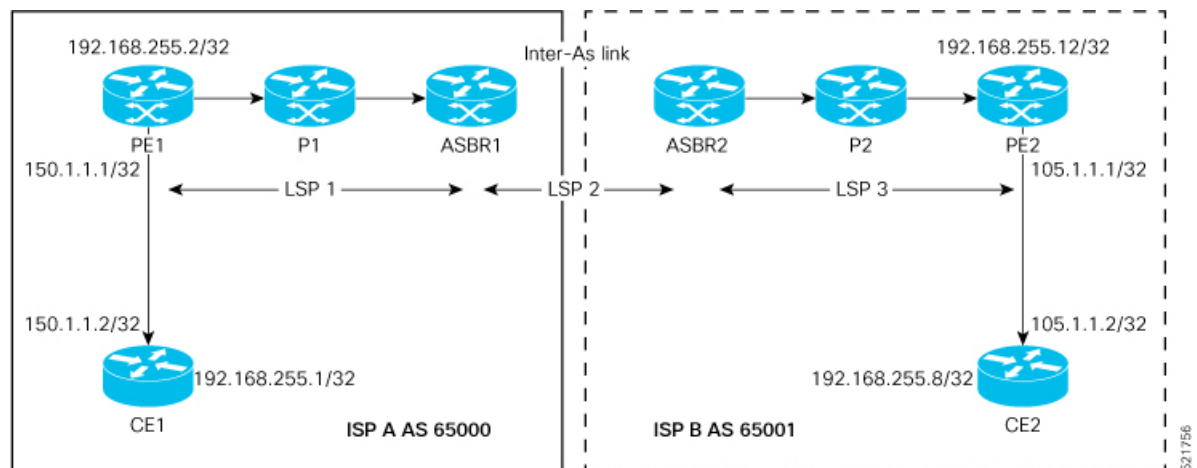 192.168.255.2/32
Inter-As link
192.168.255.12/32
PE1
P1
ASBR1
ASBR2
P2
PE2
150.1.1.1/32
105.1.1.1/32
LSP 1
LSP 2
LSP 3
150.1.1.2/32
105.1.1.2/32
192.168.255.1/32
192.168.255.8/32
CE1
ISP A AS 65000
ISP B AS 65001
CE2
521756